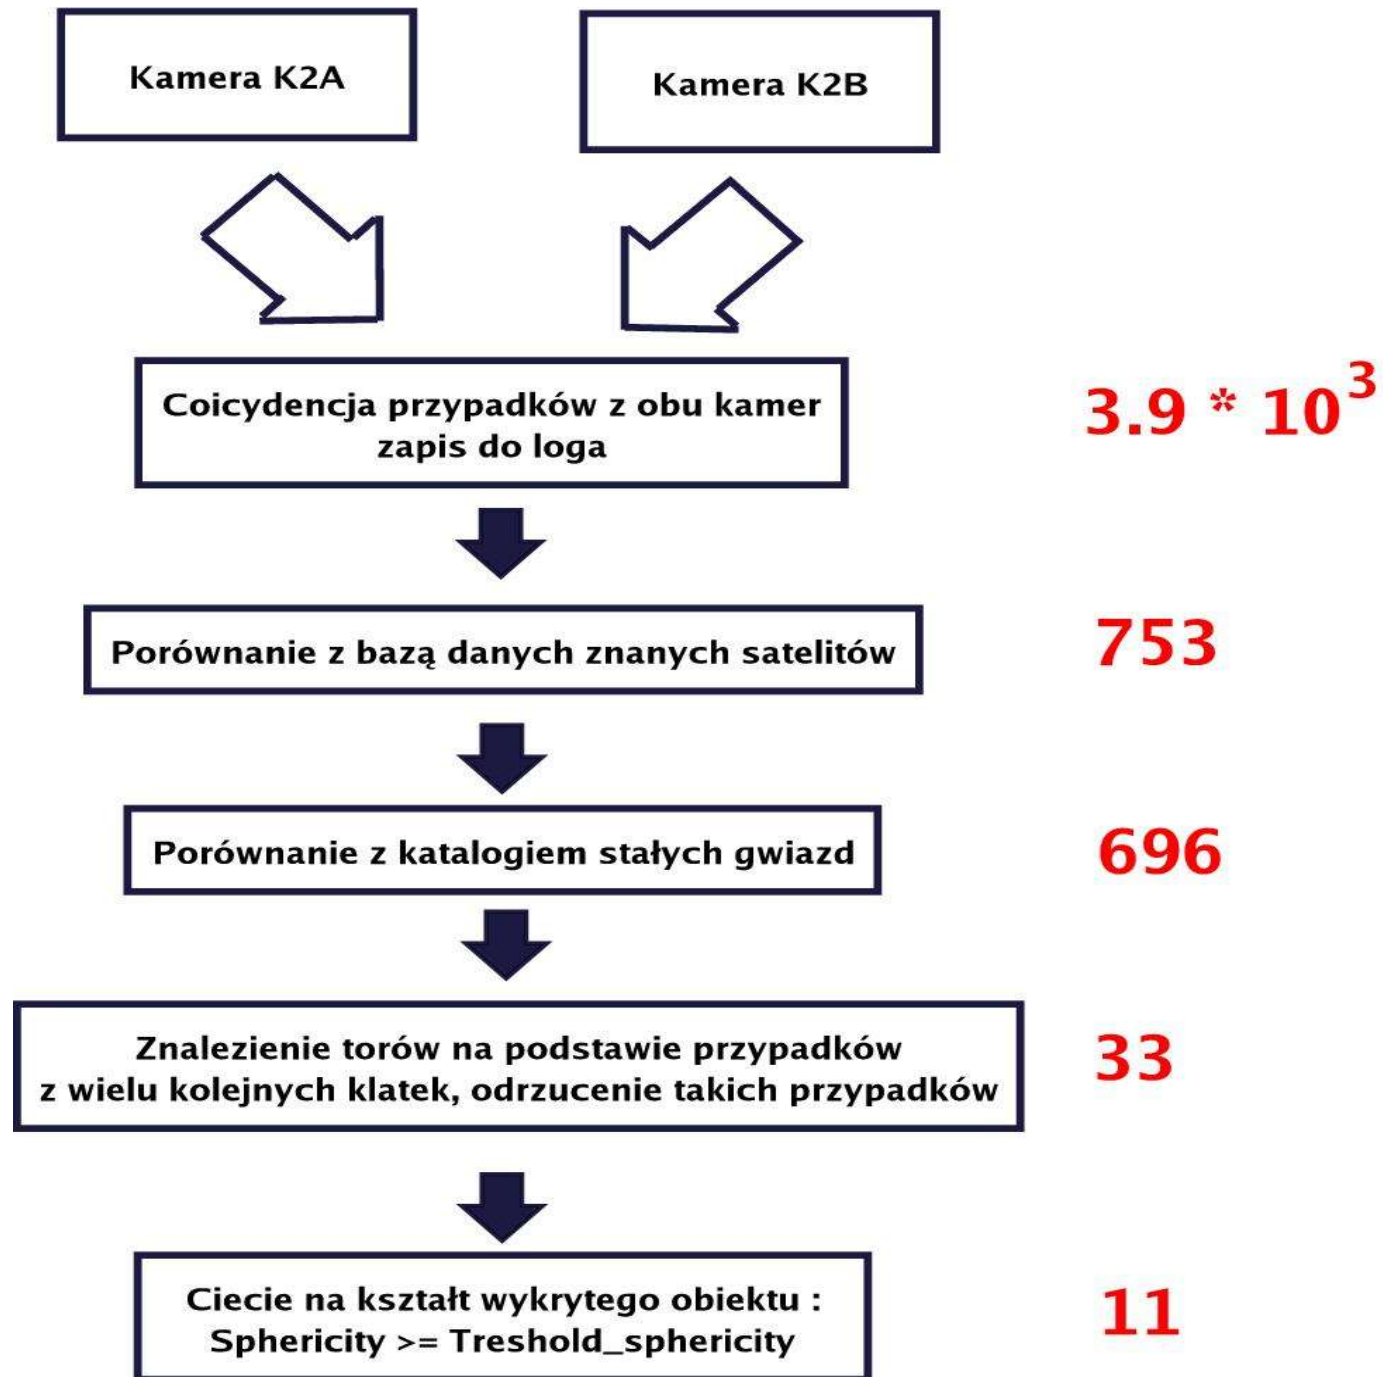 Kamera K2A
Kamera K2B
Coicydencja przypadków z obu kamer
zapis do loga
3.9 * 10^3
Porównanie z bazą danych znanych satelitów
753
Porównanie z katalogiem stałych gwiazd
696
Znalezienie torów na podstawie przypadków
z wielu kolejnych klatek, odrzucenie takich przypadków
33
Ciecie na kształt wykrytego obiektu :
Sphericity >= Treshold_sphericity
11